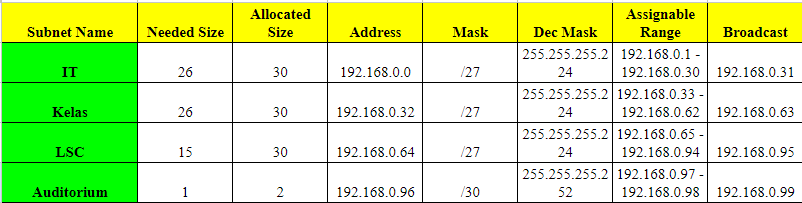 Subnet Name Needed Size Allocated Size Address Mask Dec Mask Assignable Range Broadcast
IT 26 30 192.168.0.0 /27 255.255.255.224 192.168.0.1 - 192.168.0.30 192.168.0.31
Kelas 26 30 192.168.0.32 /27 255.255.255.224 192.168.0.33 - 192.168.0.62 192.168.0.63
LSC 15 30 192.168.0.64 /27 255.255.255.224 192.168.0.65 - 192.168.0.94 192.168.0.95
Auditorium 1 2 192.168.0.96 /30 255.255.255.252 192.168.0.97 - 192.168.0.98 192.168.0.99